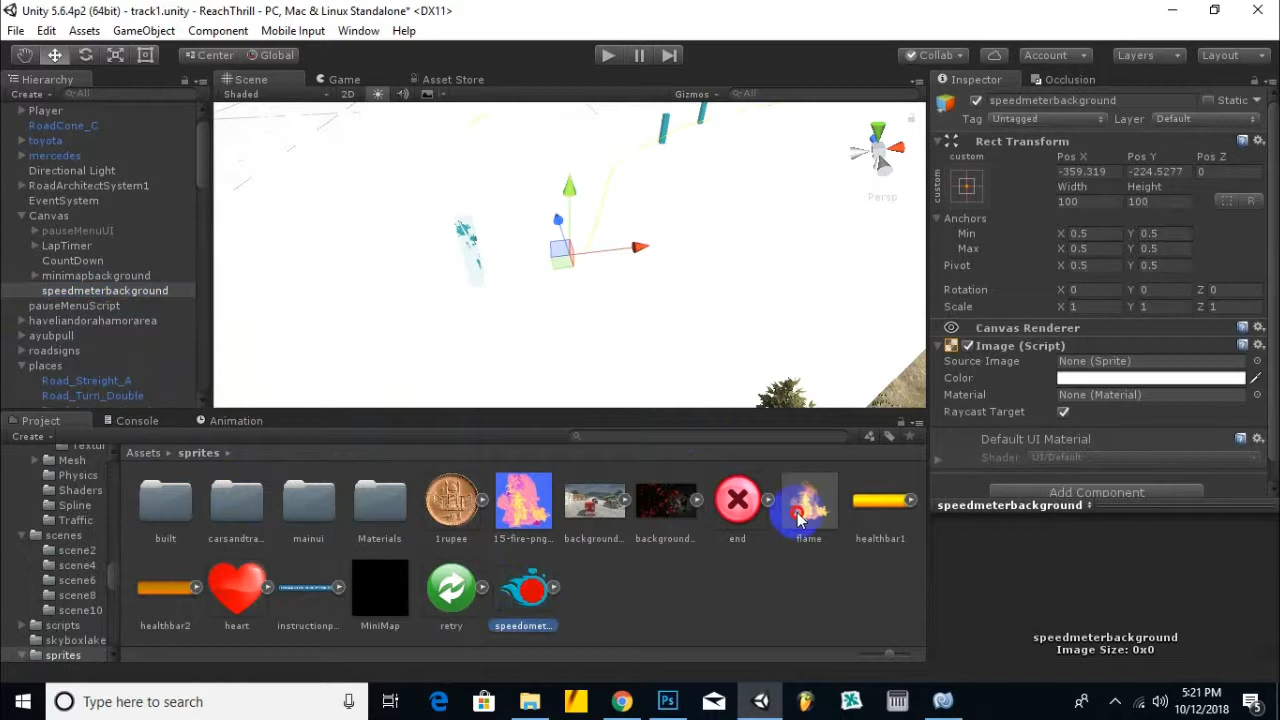 Unity 5.6.4p2 (64bit) - track1.unity - ReachThrill - PC, Mac & Linux Standalone* <DX11>
File Edit Assets GameObject Component Mobile Input Window Help
Center Global Collab Account Layers Layout
Hierarchy
Create All
Player
RoadCone_C
toyota
mercedes
Directional Light
RoadArchitectSystem1
EventSystem
Canvas
pauseMenuUI
LapTimer
CountDown
minimapbackground
speedmeterbackground
pauseMenuScript
haveliandorahamorarea
ayubpull
roadsigns
places
Road_Streight_A
Road_Turn_Double
Scene Game Asset Store
Shaded 2D Gizmos All
Persp
Inspector Occlusion
speedmeterbackground Static
Tag Untagged Layer Default
Rect Transform
custom Pos X Pos Y Pos Z
custom
-359.319 -224.5277 0
Width Height
100 100 R
Anchors
Min X 0.5 Y 0.5
Max X 0.5 Y 0.5
Pivot X 0.5 Y 0.5
Rotation X 0 Y 0 Z 0
Scale X 1 Y 1 Z 1
Canvas Renderer
Image (Script)
Source Image None (Sprite)
Color
Material None (Material)
Raycast Target
Default UI Material
Shader UI/Default
Add Component
speedmeterbackground
speedmeterbackground
Image Size: 0x0
Project Console Animation
Create
Mesh
Physics
Shaders
Spline
Traffic
scenes
scene2
scene4
scene6
scene8
scene10
scripts
skyboxlake
sprites
Assets sprites
built carsandtra... mainui Materials 1rupee 15-fire-png... background... background... end flame healthbar1
healthbar2 heart instructionp... MiniMap retry speedomet...
Type here to search
5:21 PM
10/12/2018